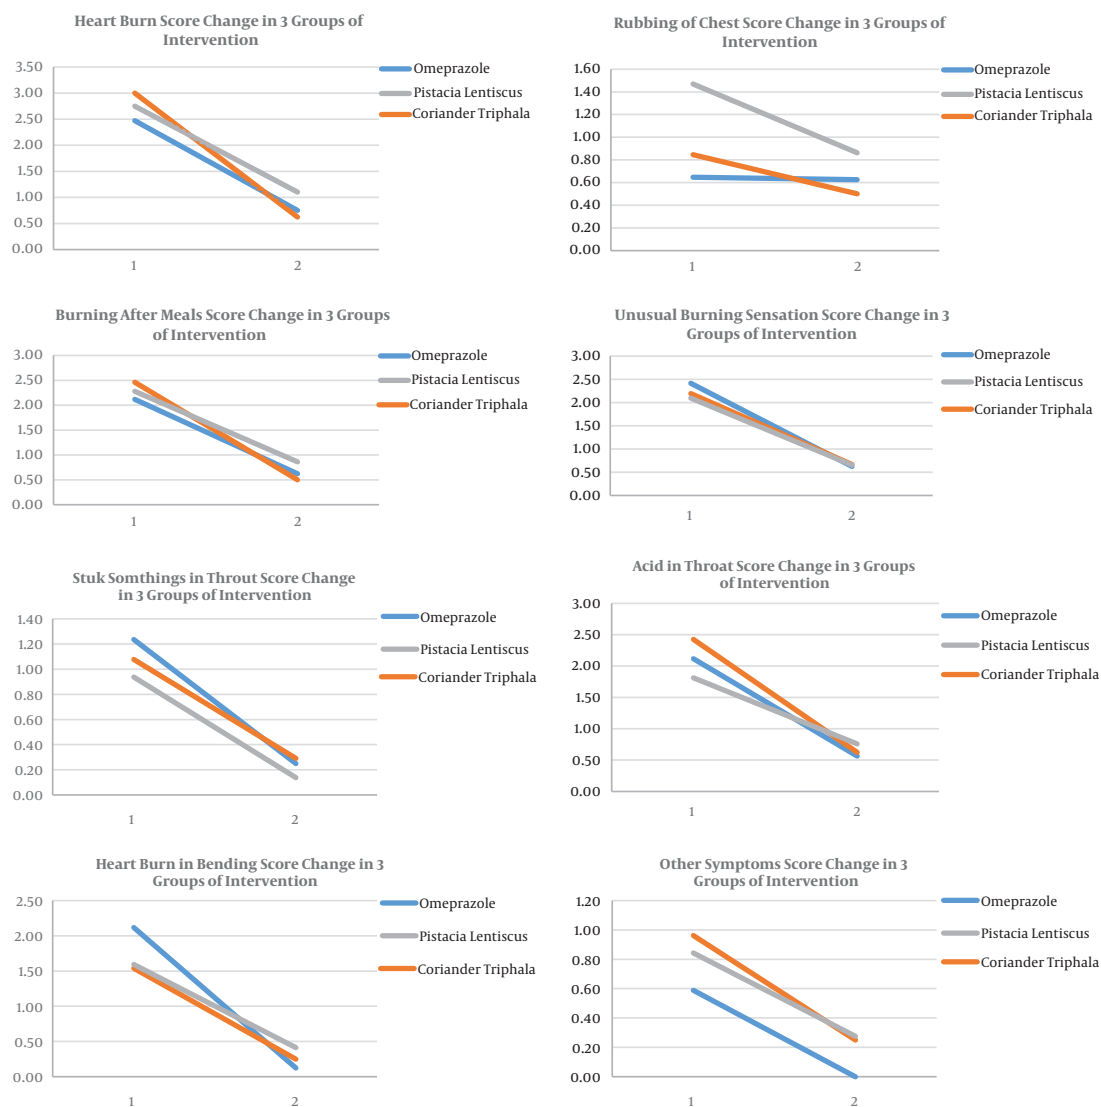 Heart Burn Score Change in 3 Groups of
Intervention
3.50
3.00
2.50
2.00
1.50
1.00
0.50
0.00
1
2
Omeprazole
Pistacia Lentiscus
Coriander Triphala
Rubbing of Chest Score Change in 3 Groups of
Intervention
1.60
1.40
1.20
1.00
0.80
0.60
0.40
0.20
0.00
1
2
Omeprazole
Pistacia Lentiscus
Coriander Triphala
Burning After Meals Score Change in 3 Groups
of Intervention
3.00
2.50
2.00
1.50
1.00
0.50
0.00
1
2
Omeprazole
Pistacia Lentiscus
Coriander Triphala
Unusual Burning Sensation Score Change in 3
Groups of Intervention
3.00
2.50
2.00
1.50
1.00
0.50
0.00
1
2
Omeprazole
Pistacia Lentiscus
Coriander Triphala
Stuk Somthings in Throut Score Change
in 3 Groups of Intervention
1.40
1.20
1.00
0.80
0.60
0.40
0.20
0.00
1
2
Omeprazole
Pistacia Lentiscus
Coriander Triphala
Acid in Throat Score Change in 3 Groups
of Intervention
3.00
2.50
2.00
1.50
1.00
0.50
0.00
1
2
Omeprazole
Pistacia Lentiscus
Coriander Triphala
Heart Burn in Bending Score Change in 3
Groups of Intervention
2.50
2.00
1.50
1.00
0.50
0.00
1
2
Omeprazole
Pistacia Lentiscus
Coriander Triphala
Other Symptoms Score Change in 3
Groups of Intervention
1.20
1.00
0.80
0.60
0.40
0.20
0.00
1
2
Omeprazole
Pistacia Lentiscus
Coriander Triphala